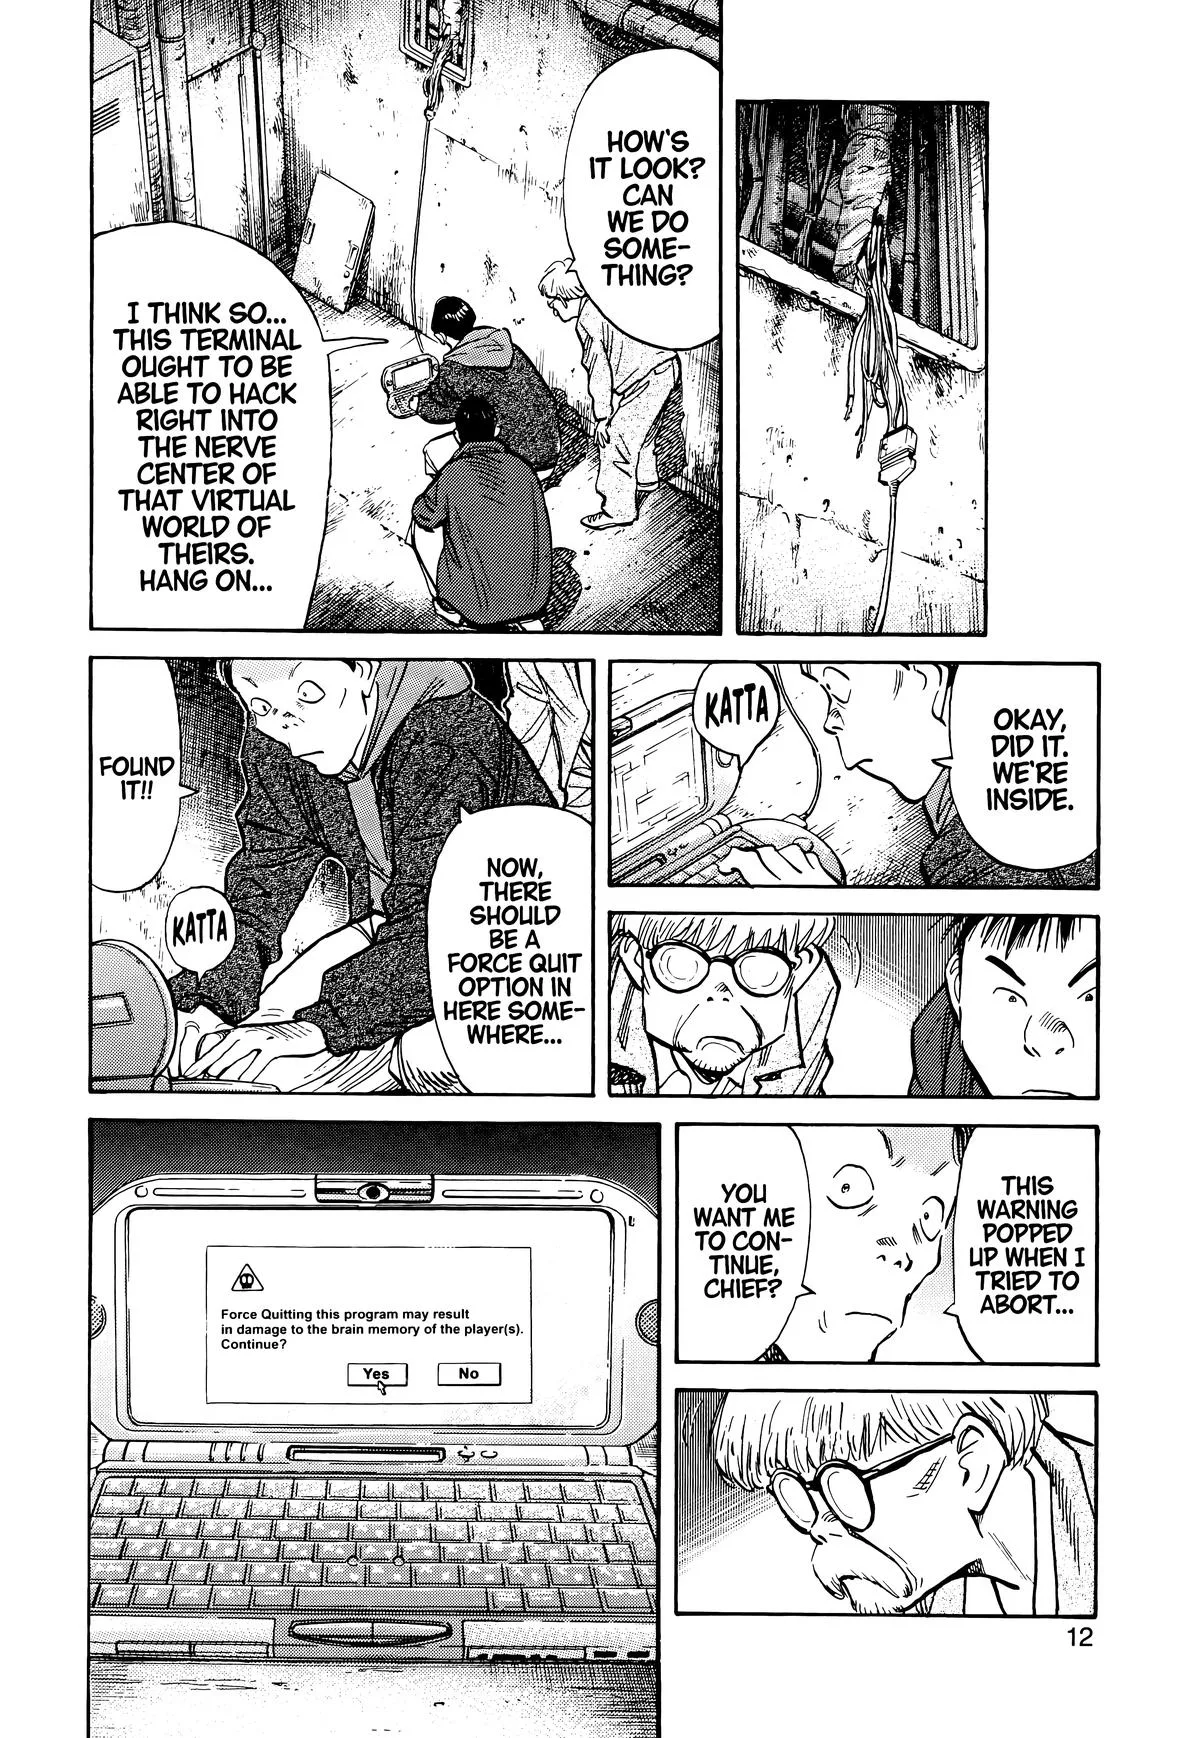 HOW'S
IT LOOK?
CAN
WE DO
SOME-
THING?
I THINK SO...
THIS TERMINAL
OUGHT TO BE
ABLE TO HACK
RIGHT INTO
THE NERVE
CENTER OF
THAT VIRTUAL
WORLD OF
THEIRS.
HANG ON...
OKAY,
DID IT.
WE'RE
INSIDE.
KATTA
NOW,
THERE
SHOULD
BE A
FORCE QUIT
OPTION IN
HERE SOME-
WHERE...
FOUND
IT!!
KATTA
THIS
WARNING
POPPED
UP WHEN I
TRIED TO
ABORT...
YOU
WANT ME
TO CON-
TINUE,
CHIEF?
Force Quitting this program may result
in damage to the brain memory of the player(s).
Continue?
Yes
No
12